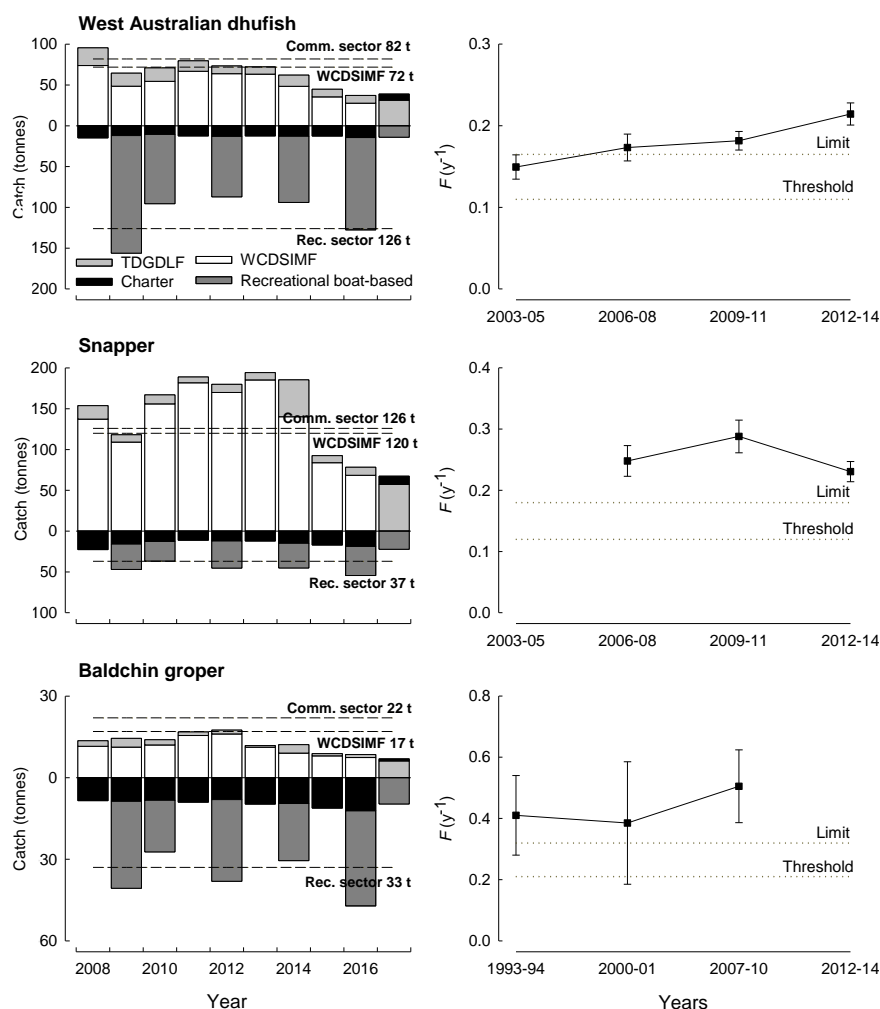 West Australian dhufish
Catch (tonnes)
100
50
0
50
100
150
200
Comm. sector 82 t
WCDSIMF 72 t
Rec. sector 126 t
TDGDLF
WCDSIMF
Charter
Recreational boat-based
F (y-1)
0.3
0.2
0.1
0.0
Limit
Threshold
2003-05
2006-08
2009-11
2012-14
Snapper
Catch (tonnes)
200
150
100
50
0
50
100
Comm. sector 126 t
WCDSIMF 120 t
Rec. sector 37 t
F (y-1)
0.4
0.3
0.2
0.1
0.0
Limit
Threshold
2003-05
2006-08
2009-11
2012-14
Baldchin groper
Catch (tonnes)
30
0
30
60
Comm. sector 22 t
WCDSIMF 17 t
Rec. sector 33 t
2008
2010
2012
2014
2016
Year
F (y-1)
0.8
0.6
0.4
0.2
0.0
Limit
Threshold
1993-94
2000-01
2007-10
2012-14
Years